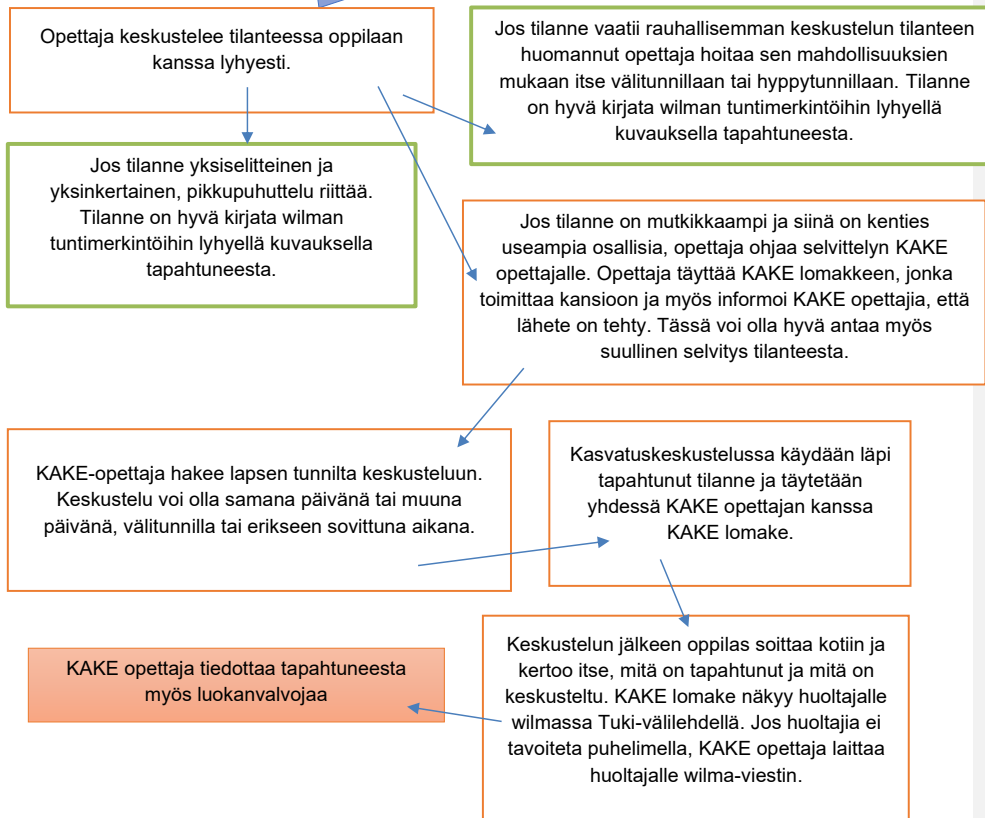 Opettaja keskustelee tilanteessa oppilaan
kanssa lyhyesti.
Jos tilanne vaatii rauhallisemman keskustelun tilanteen
huomannut opettaja hoitaa sen mahdollisuuksien
mukaan itse välitunnillaan tai hyppytunnillaan. Tilanne
on hyvä kirjata wilman tuntimerkintöihin lyhyellä
kuvauksella tapahtuneesta.
Jos tilanne yksiselitteinen ja
yksinkertainen, pikkupuhuttelu riittää.
Tilanne on hyvä kirjata wilman
tuntimerkintöihin lyhyellä kuvauksella
tapahtuneesta.
Jos tilanne on mutkikkaampi ja siinä on kenties
useampia osallisia, opettaja ohjaa selvittelyn KAKE
opettajalle. Opettaja täyttää KAKE lomakkeen, jonka
toimittaa kansioon ja myös informoi KAKE opettajia, että
lähete on tehty. Tässä voi olla hyvä antaa myös
suullinen selvitys tilanteesta.
KAKE-opettaja hakee lapsen tunnilta keskusteluun.
Keskustelu voi olla samana päivänä tai muuna
päivänä, välitunnilla tai erikseen sovittuna aikana.
Kasvatuskeskustelussa käydään läpi
tapahtunut tilanne ja täytetään
yhdessä KAKE opettajan kanssa
KAKE lomake.
Keskustelun jälkeen oppilas soittaa kotiin ja
kertoo itse, mitä on tapahtunut ja mitä on
keskusteltu. KAKE lomake näkyy huoltajalle
wilmassa Tuki-välilehdellä. Jos huoltajia ei
tavoiteta puhelimella, KAKE opettaja laittaa
huoltajalle wilma-viestin.
KAKE opettaja tiedottaa tapahtuneesta
myös luokanvalvojaa